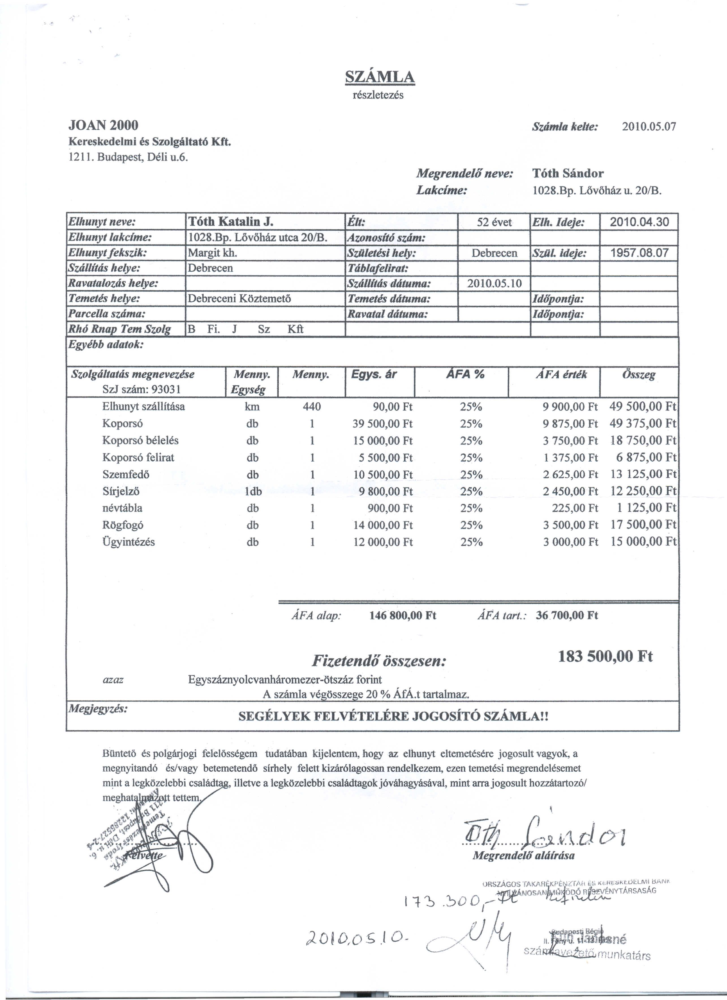 SZÁMLA
részletezés
JOAN 2000
Számla kelte: 2010.05.07
Kereskedelmi és Szolgáltató Kft.
1211. Budapest, Déli u.6.
Megrendelő neve: Tóth Sándor
Lakcíme: 1028.Bp. Lővőház u. 20/B.
Elhunyt neve: Tóth Katalin J. Élt: 52 évet Elh. Ideje: 2010.04.30
Elhunyt lakcíme: 1028.Bp. Lővőház utca 20/B. Azonosító szám:
Elhunyt fekszik: Margit kh. Születési hely: Debrecen Szül. ideje: 1957.08.07
Szállítás helye: Debrecen Táblafelirat:
Ravatalozás helye: Szállítás dátuma: 2010.05.10
Temetés helye: Debreceni Köztemető Temetés dátuma: Időpontja:
Parcella száma: Ravatal dátuma: Időpontja:
Rhó Rnap Tem Szolg B Fi. J Sz Kft
Egyébb adatok:
Szolgáltatás megnevezése Menny. Menny. Egys. ár ÁFA % ÁFA érték Összeg
SzJ szám: 93031 Egység
Elhunyt szállítása km 440 90,00 Ft 25% 9 900,00 Ft 49 500,00 Ft
Koporsó db 1 39 500,00 Ft 25% 9 875,00 Ft 49 375,00 Ft
Koporsó bélelés db 1 15 000,00 Ft 25% 3 750,00 Ft 18 750,00 Ft
Koporsó felirat db 1 5 500,00 Ft 25% 1 375,00 Ft 6 875,00 Ft
Szemfedő db 1 10 500,00 Ft 25% 2 625,00 Ft 13 125,00 Ft
Sírjelző 1db 1 9 800,00 Ft 25% 2 450,00 Ft 12 250,00 Ft
névtábla db 1 900,00 Ft 25% 225,00 Ft 1 125,00 Ft
Rögfogó db 1 14 000,00 Ft 25% 3 500,00 Ft 17 500,00 Ft
Ügyintézés db 1 12 000,00 Ft 25% 3 000,00 Ft 15 000,00 Ft
ÁFA alap: 146 800,00 Ft ÁFA tart.: 36 700,00 Ft
Fizetendő összesen: 183 500,00 Ft
azaz Egyszáznyolcvanháromezer-ötszáz forint
A számla végösszege 20 % ÁfÁ.t tartalmaz.
Megjegyzés: SEGÉLYEK FELVÉTELÉRE JOGOSÍTÓ SZÁMLA!!
Büntető és polgárjogi felelősségem tudatában kijelentem, hogy az elhunyt eltemetésére jogosult vagyok, a
megnyitandó és/vagy betemetendő sírhely felett kizárólagossan rendelkezem, ezen temetési megrendelésemet
mint a legközelebbi családtag, illetve a legközelebbi családtagok jóváhagyásával, mint arra jogosult hozzátartozó/
meghatalmazott tettem.
Tóth Sándor
Felvette Megrendelő aláírása
ORSZÁGOS TAKARÉKPÉNZTÁR ÉS KERESKEDELMI BANK
NYILVÁNOSAN MŰKÖDŐ RÉSZVÉNYTÁRSASÁG
173.300,- Ft kifizetve
2010.05.10.
Budapesti Régió
II. Fény u. 11-13.
számlavezető munkatárs